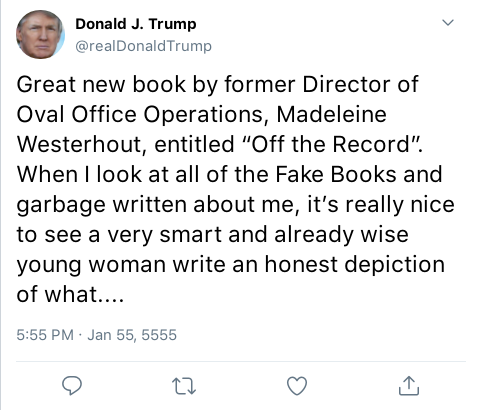 Donald J. Trump
@realDonaldTrump
Great new book by former Director of
Oval Office Operations, Madeleine
Westerhout, entitled “Off the Record”.
When I look at all of the Fake Books and
garbage written about me, it’s really nice
to see a very smart and already wise
young woman write an honest depiction
of what....
5:55 PM · Jan 55, 5555